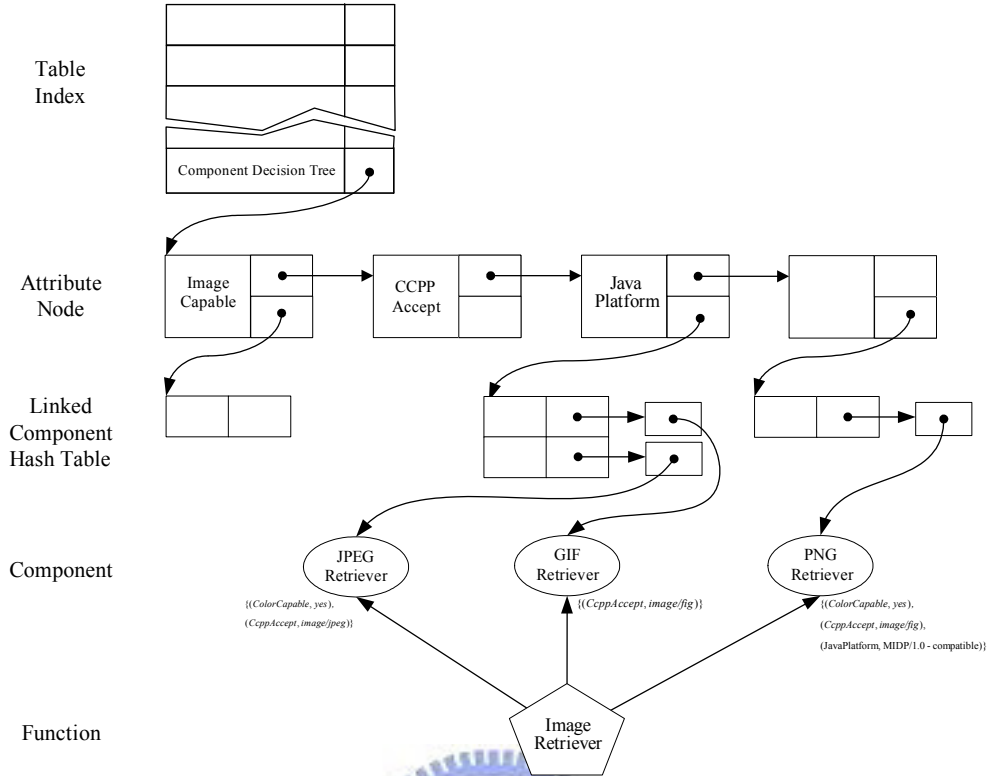 Table
Index
Component Decision Tree
Attribute
Node
Image
Capable
CCPP
Accept
Java
Platform
Linked
Component
Hash Table
Component
JPEG
Retriever
GIF
Retriever
PNG
Retriever
{(ColorCapable, yes),
(CcppAccept, image/jpeg)}
{(CcppAccept, image/fig)}
{(ColorCapable, yes),
(CcppAccept, image/fig),
(JavaPlatform, MIDP/1.0 - compatible)}
Function
Image
Retriever